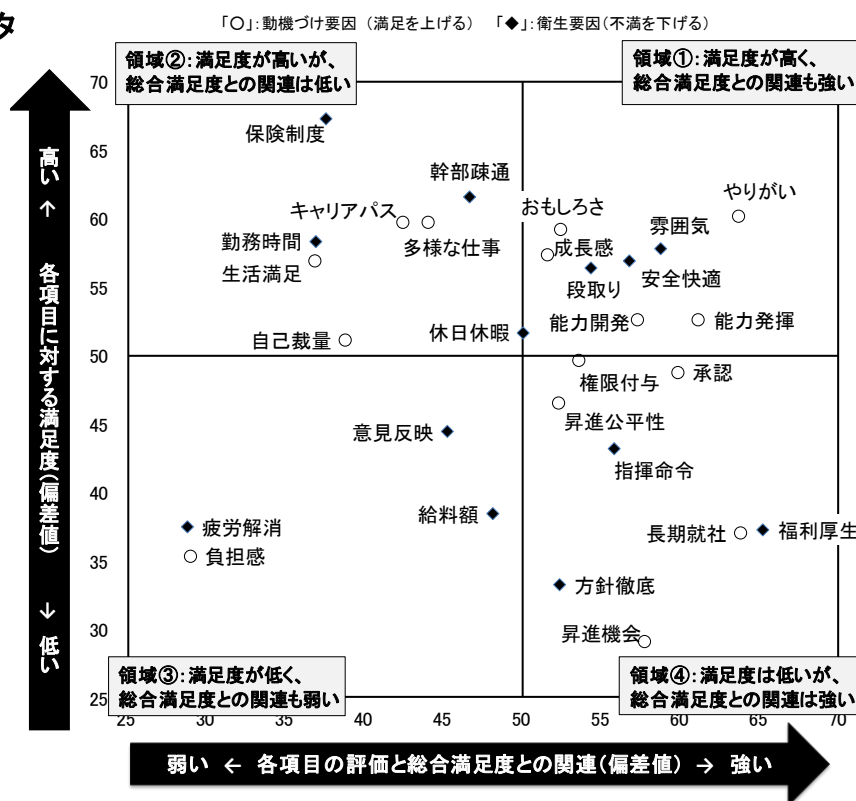 タ
「○」:動機づけ要因（満足を上げる）　「◆」:衛生要因(不満を下げる)
領域②:満足度が高いが、
総合満足度との関連は低い
領域①:満足度が高く、
総合満足度との関連も強い
高い ↑ 各項目に対する満足度(偏差値) ↓ 低い
70
65
60
55
50
45
40
35
30
25
保険制度
幹部疎通
キャリアパス
多様な仕事
勤務時間
生活満足
自己裁量
休日休暇
おもしろさ
やりがい
雰囲気
成長感
段取り
安全快適
能力開発
能力発揮
権限付与
承認
昇進公平性
指揮命令
意見反映
給料額
疲労解消
負担感
長期就社
福利厚生
方針徹底
昇進機会
領域③:満足度が低く、
総合満足度との関連も弱い
領域④:満足度は低いが、
総合満足度との関連は強い
25 30 35 40 45 50 55 60 65 70
弱い ← 各項目の評価と総合満足度との関連(偏差値) → 強い